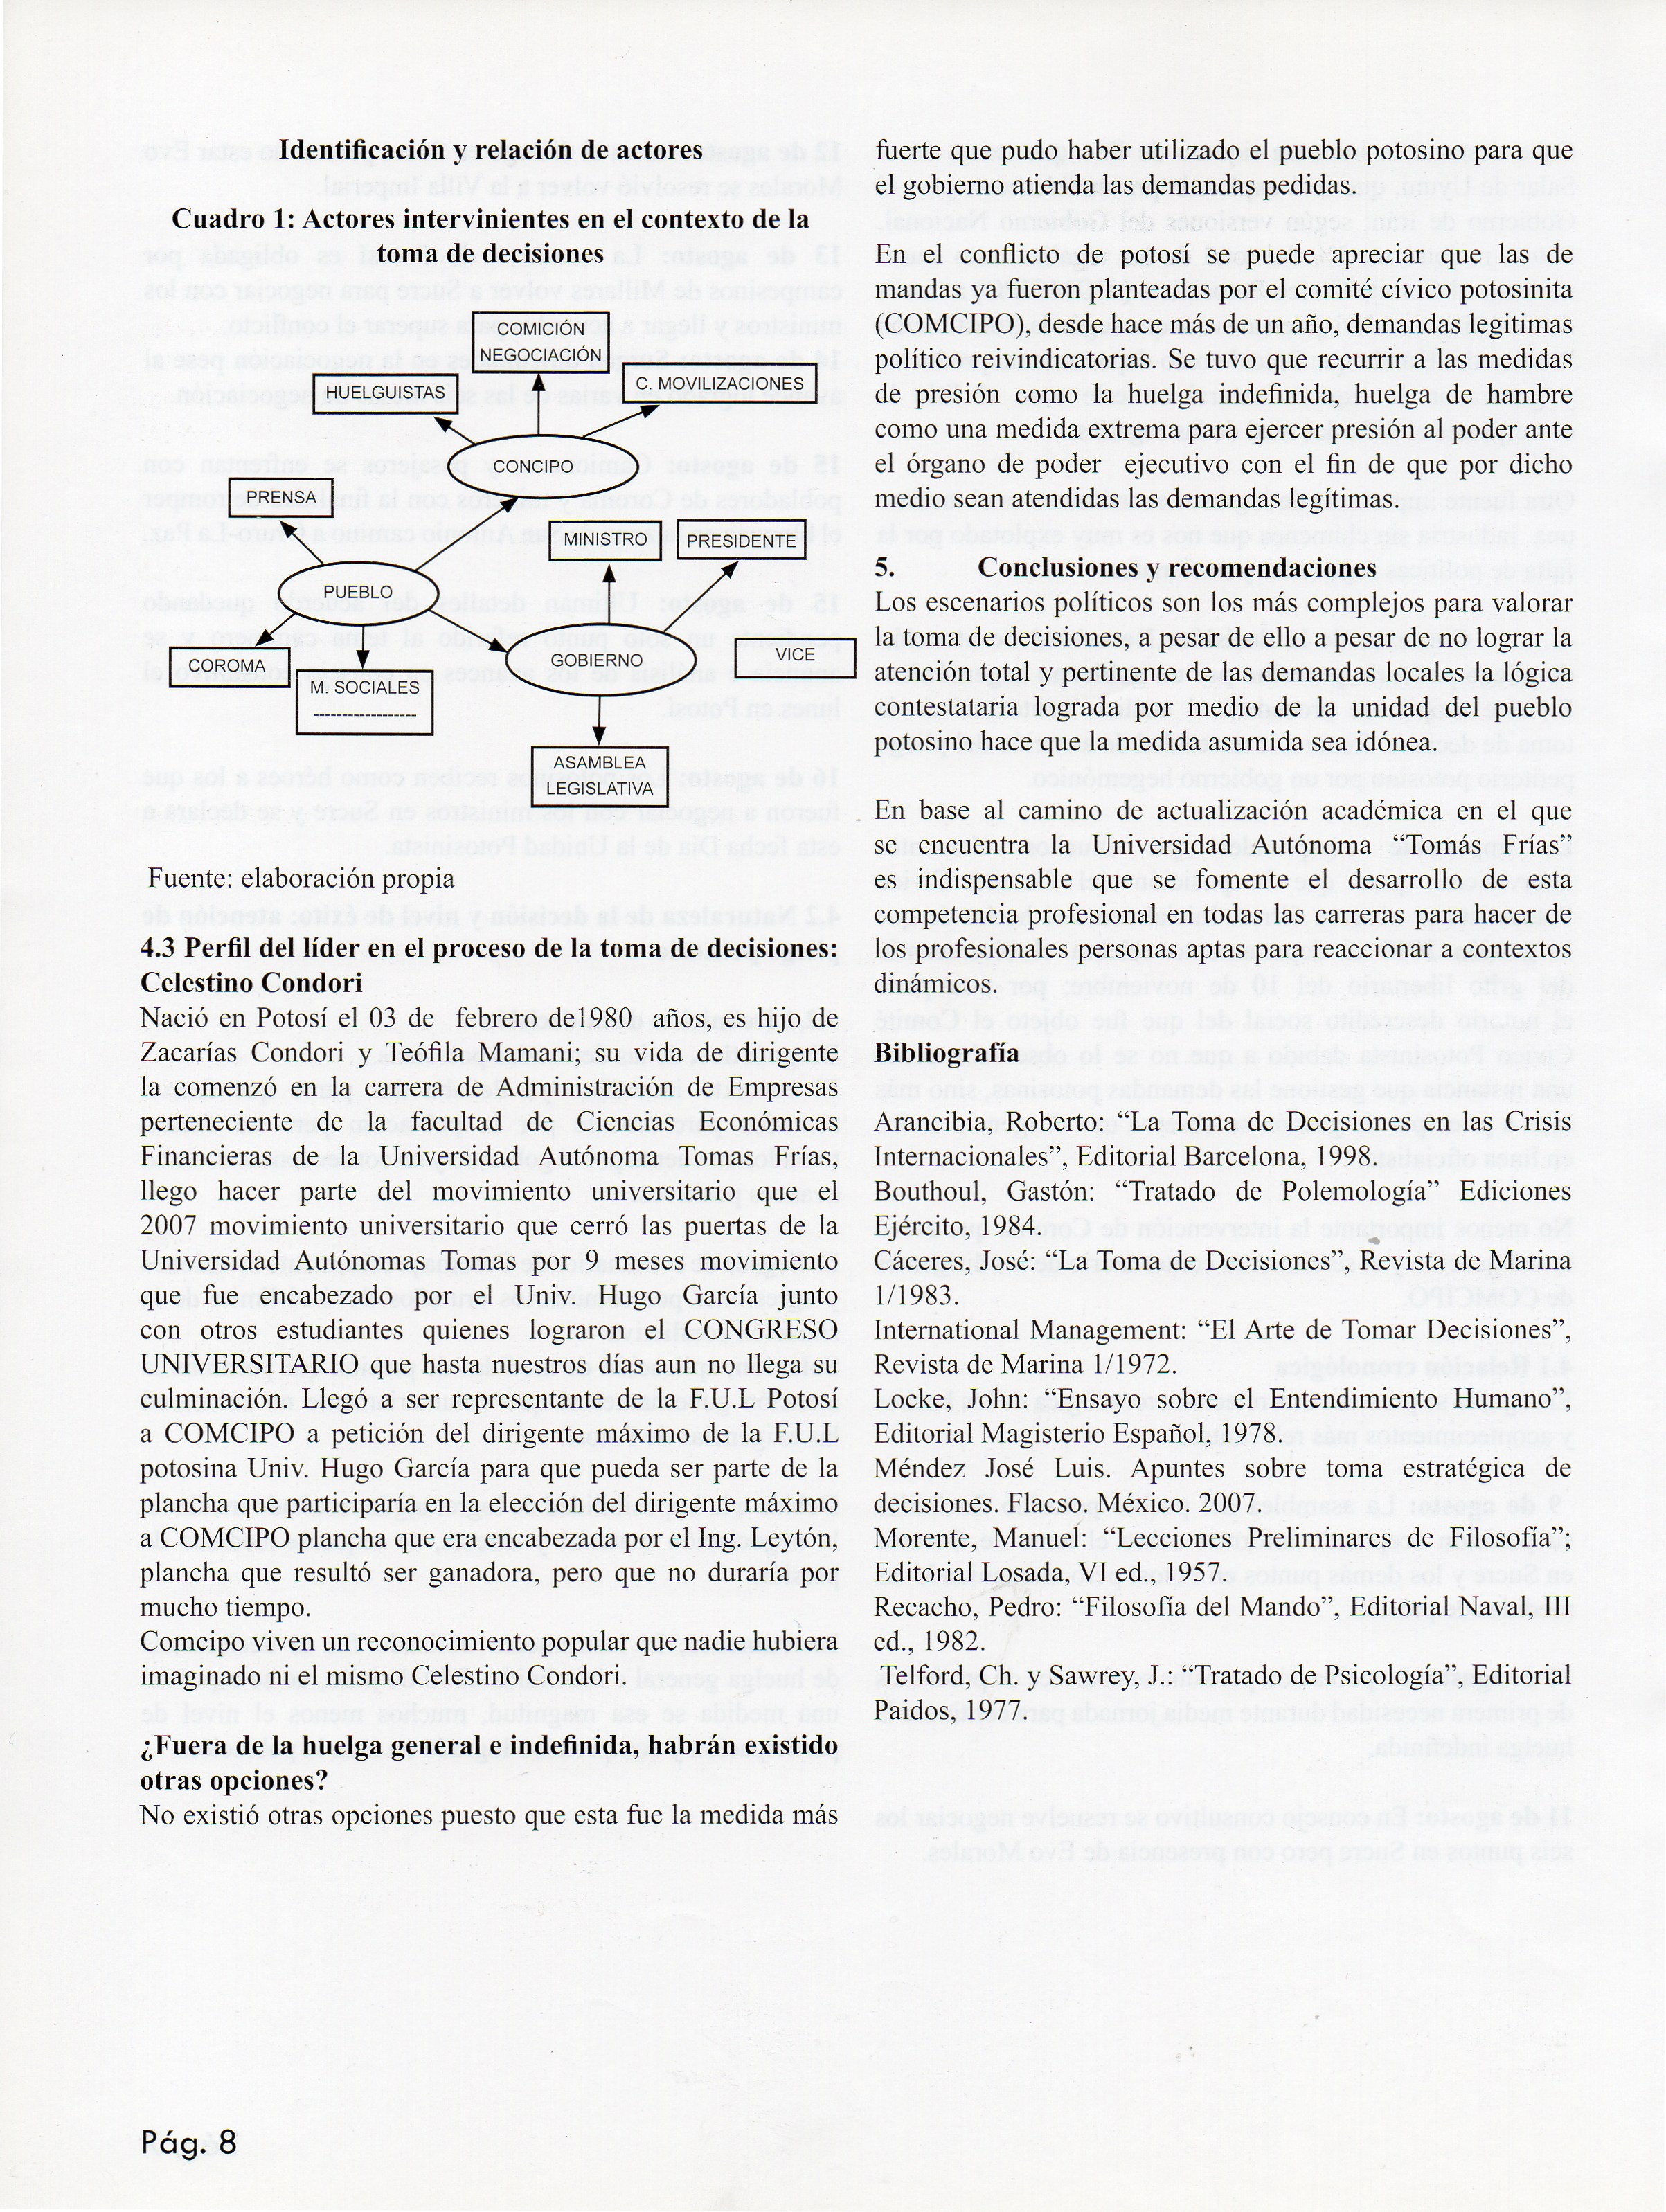 Identificación y relación de actores
Cuadro 1: Actores intervinientes en el contexto de la
toma de decisiones
COMICIÓN
NEGOCIACIÓN
HUELGUISTAS
C. MOVILIZACIONES
CONCIPO
PRENSA
MINISTRO
PRESIDENTE
PUEBLO
COROMA
GOBIERNO
VICE
M. SOCIALES
------------------
ASAMBLEA
LEGISLATIVA
Fuente: elaboración propia
4.3 Perfil del líder en el proceso de la toma de decisiones:
Celestino Condori
Nació en Potosí el 03 de febrero de1980 años, es hijo de
Zacarías Condori y Teófila Mamani; su vida de dirigente
la comenzó en la carrera de Administración de Empresas
perteneciente de la facultad de Ciencias Económicas
Financieras de la Universidad Autónoma Tomas Frías,
llego hacer parte del movimiento universitario que el
2007 movimiento universitario que cerró las puertas de la
Universidad Autónomas Tomas por 9 meses movimiento
que fue encabezado por el Univ. Hugo García junto
con otros estudiantes quienes lograron el CONGRESO
UNIVERSITARIO que hasta nuestros días aun no llega su
culminación Llegó a ser representante de la F.U.L Potosí
a COMCIPO a petición del dirigente máximo de la F.U.L
potosina Univ. Hugo García para que pueda ser parte de la
plancha que participaría en la elección del dirigente máximo
a COMCIPO plancha que era encabezada por el Ing. Leytón,
plancha que resultó ser ganadora, pero que no duraría por
mucho tiempo.
Comcipo viven un reconocimiento popular que nadie hubiera
imaginado ni el mismo Celestino Condori.
¿Fuera de la huelga general e indefinida, habrán existido
otras opciones?
No existió otras opciones puesto que esta fue la medida más
fuerte que pudo haber utilizado el pueblo potosino para que
el gobierno atienda las demandas pedidas.
En el conflicto de potosí se puede apreciar que las de
mandas ya fueron planteadas por el comité cívico potosinita
(COMCIPO), desde hace más de un año, demandas legitimas
político reivindicatorias. Se tuvo que recurrir a las medidas
de presión como la huelga indefinida, huelga de hambre
como una medida extrema para ejercer presión al poder ante
el órgano de poder ejecutivo con el fin de que por dicho
medio sean atendidas las demandas legítimas.
5. Conclusiones y recomendaciones
Los escenarios políticos son los más complejos para valorar
la toma de decisiones, a pesar de ello a pesar de no lograr la
atención total y pertinente de las demandas locales la lógica
contestataria lograda por medio de la unidad del pueblo
potosino hace que la medida asumida sea idónea.
En base al camino de actualización académica en el que
se encuentra la Universidad Autónoma “Tomás Frías”
es indispensable que se fomente el desarrollo de esta
competencia profesional en todas las carreras para hacer de
los profesionales personas aptas para reaccionar a contextos
dinámicos.
Bibliografía
Arancibia, Roberto: “La Toma de Decisiones en las Crisis
Internacionales”, Editorial Barcelona, 1998.
Bouthoul, Gastón: “Tratado de Polemología” Ediciones
Ejército, 1984.
Cáceres, José: “La Toma de Decisiones”, Revista de Marina
1/1983.
International Management: “El Arte de Tomar Decisiones”,
Revista de Marina 1/1972.
Locke, John: “Ensayo sobre el Entendimiento Humano”,
Editorial Magisterio Español, 1978.
Méndez José Luis. Apuntes sobre toma estratégica de
decisiones. Flacso. México. 2007.
Morente, Manuel: “Lecciones Preliminares de Filosofía”;
Editorial Losada, VI ed., 1957.
Recacho, Pedro: “Filosofía del Mando”, Editorial Naval, III
ed., 1982.
Telford, Ch. y Sawrey, J.: “Tratado de Psicología”, Editorial
Paidos, 1977.
Pág. 8